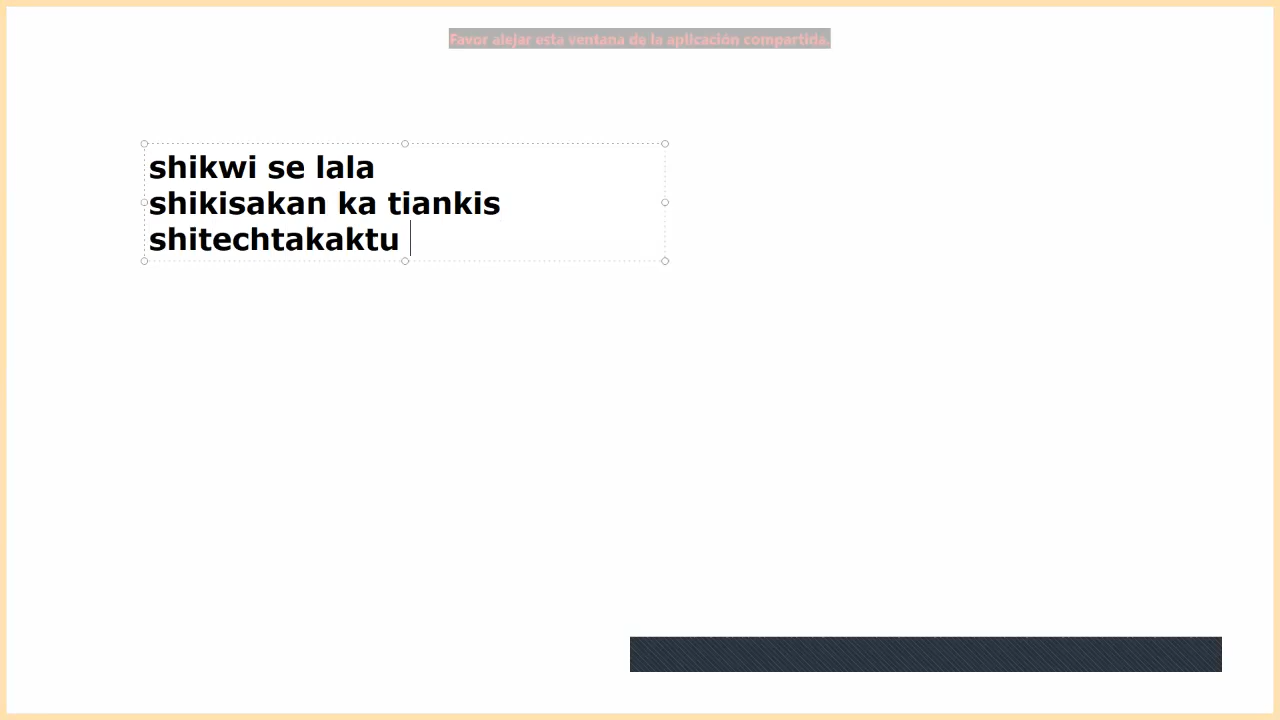 Favor alejar esta ventana de la aplicación compartida.
shikwi se lala
shikisakan ka tiankis
shitechtakaktu